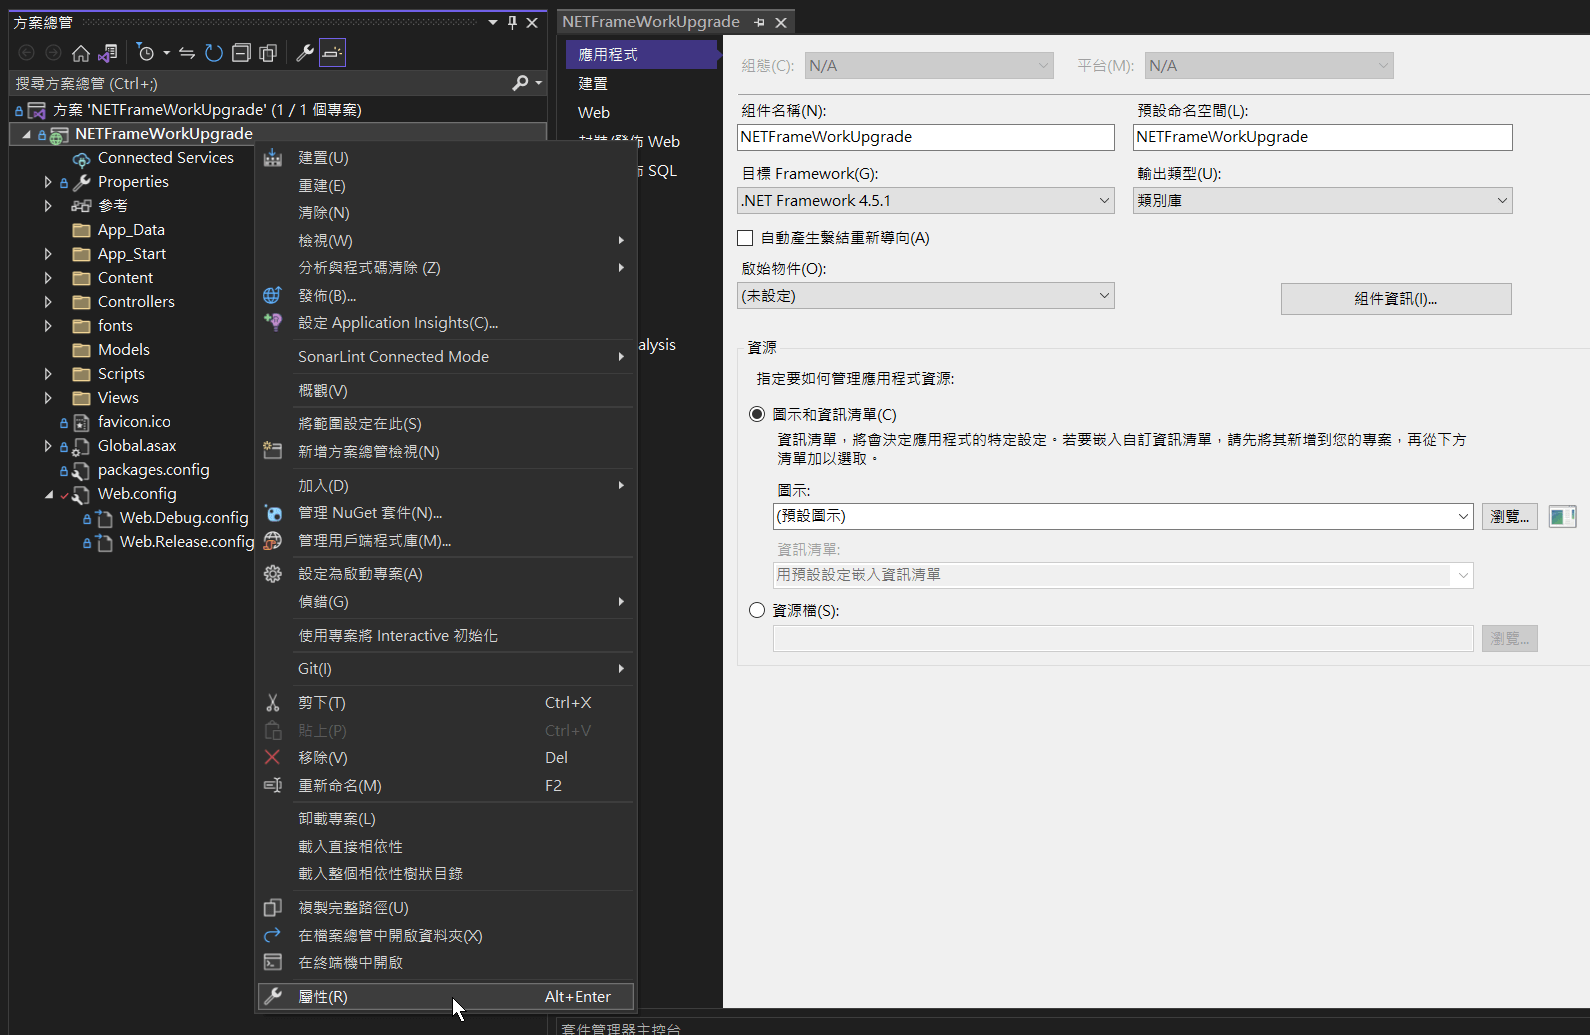 方案總管
搜尋方案總管 (Ctrl+;)
方案 'NETFrameWorkUpgrade' (1 / 1 個專案)
NETFrameWorkUpgrade
Connected Services
Properties
參考
App_Data
App_Start
Content
Controllers
fonts
Models
Scripts
Views
favicon.ico
Global.asax
packages.config
Web.config
Web.Debug.config
Web.Release.config
建置(U)
重建(E)
清除(N)
檢視(W)
分析與程式碼清除 (Z)
發佈(B)...
設定 Application Insights(C)...
SonarLint Connected Mode
概觀(V)
將範圍設定在此(S)
新增方案總管檢視(N)
加入(D)
管理 NuGet 套件(N)...
管理用戶端程式庫(M)...
設定為啟動專案(A)
偵錯(G)
使用專案將 Interactive 初始化
Git(I)
剪下(T) Ctrl+X
貼上(P) Ctrl+V
移除(V) Del
重新命名(M) F2
卸載專案(L)
載入直接相依性
載入整個相依性樹狀目錄
複製完整路徑(U)
在檔案總管中開啟資料夾(X)
在終端機中開啟
屬性(R) Alt+Enter
NETFrameWorkUpgrade
應用程式
建置
Web
Web
SQL
alysis
組態(C): N/A 平台(M): N/A
組件名稱(N): 預設命名空間(L):
NETFrameWorkUpgrade NETFrameWorkUpgrade
目標 Framework(G): 輸出類型(U):
.NET Framework 4.5.1 類別庫
自動產生繫結重新導向(A)
啟始物件(O):
(未設定) 組件資訊(I)...
資源
指定要如何管理應用程式資源:
圖示和資訊清單(C)
資訊清單，將會決定應用程式的特定設定。若要嵌入自訂資訊清單，請先將其新增到您的專案，再從下方
清單加以選取。
圖示:
(預設圖示) 瀏覽...
資訊清單:
用預設設定嵌入資訊清單
資源檔(S):
瀏覽...
套件管理器主控台